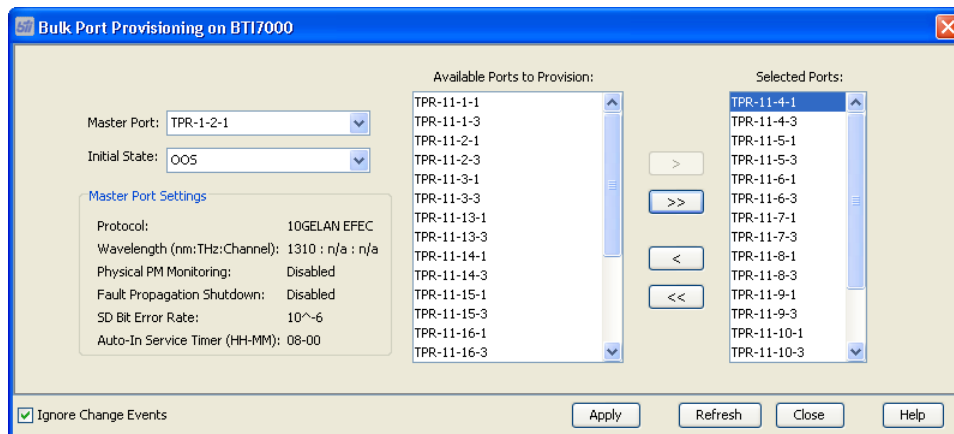 bti Bulk Port Provisioning on BTI7000
Available Ports to Provision:
Selected Ports:
Master Port: TPR-1-2-1
Initial State: OOS
Master Port Settings
Protocol: 10GELAN EFEC
Wavelength (nm:THz:Channel): 1310 : n/a : n/a
Physical PM Monitoring: Disabled
Fault Propagation Shutdown: Disabled
SD Bit Error Rate: 10^-6
Auto-In Service Timer (HH-MM): 08-00
TPR-11-1-1
TPR-11-1-3
TPR-11-2-1
TPR-11-2-3
TPR-11-3-1
TPR-11-3-3
TPR-11-13-1
TPR-11-13-3
TPR-11-14-1
TPR-11-14-3
TPR-11-15-1
TPR-11-15-3
TPR-11-16-1
TPR-11-16-3
>
>>
<
<<
TPR-11-4-1
TPR-11-4-3
TPR-11-5-1
TPR-11-5-3
TPR-11-6-1
TPR-11-6-3
TPR-11-7-1
TPR-11-7-3
TPR-11-8-1
TPR-11-8-3
TPR-11-9-1
TPR-11-9-3
TPR-11-10-1
TPR-11-10-3
Ignore Change Events
Apply
Refresh
Close
Help